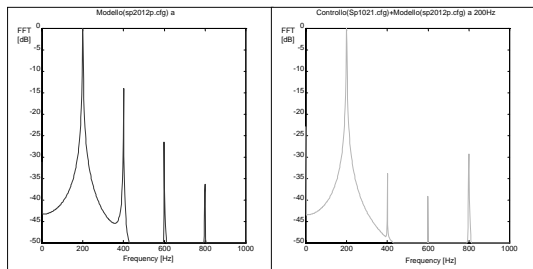 Modello(sp2012p.cfg) a
FFT
[dB]
0
-5
-10
-15
-20
-25
-30
-35
-40
-45
-50
0 200 400 600 800 1000
Frequency [Hz]
Controllo(Sp1021.cfg)+Modello(sp2012p.cfg) a 200Hz
FFT
[dB]
0
-5
-10
-15
-20
-25
-30
-35
-40
-45
-50
0 200 400 600 800 1000
Frequency [Hz]